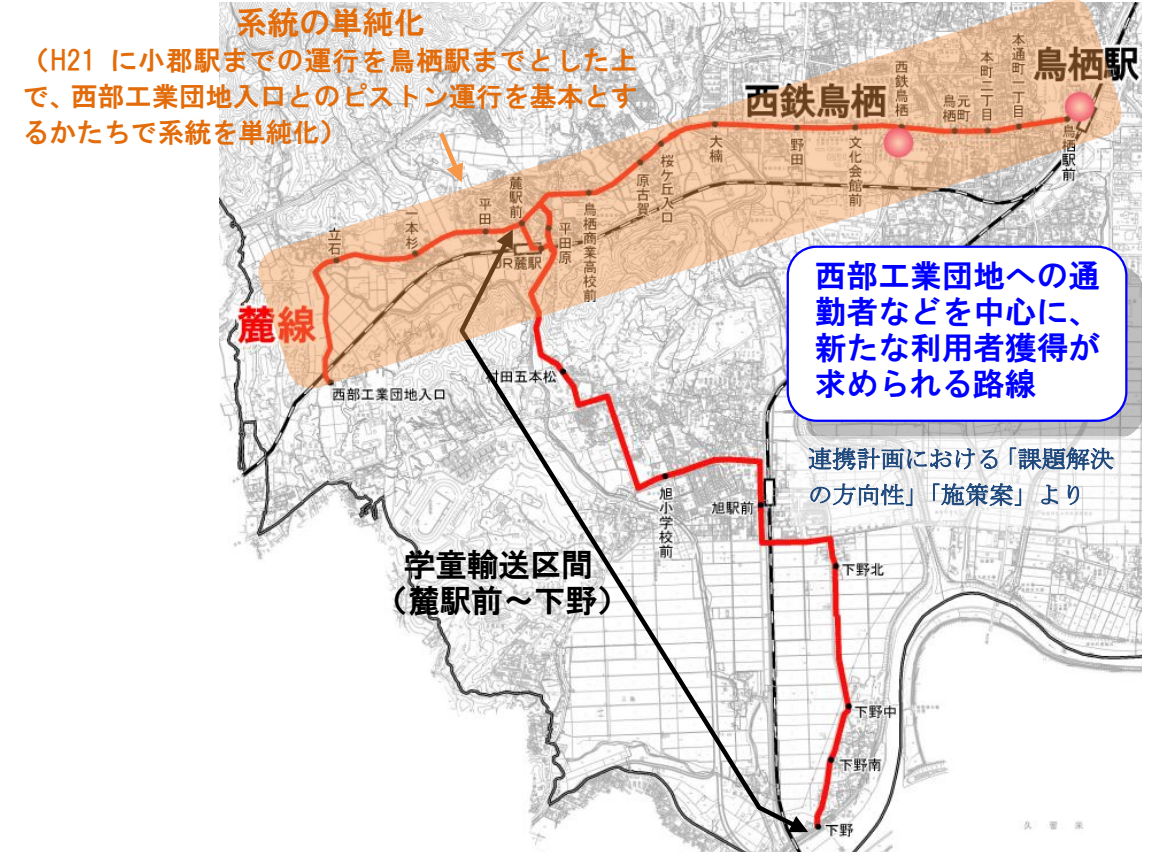 系統の単純化
（H21 に小郡駅までの運行を鳥栖駅までとした上
で、西部工業団地入口とのピストン運行を基本とす
るかたちで系統を単純化）
鳥栖駅
西鉄鳥栖
本通町一丁目
本町二丁目
元町
鳥栖
西鉄鳥栖
文化会館前
野田
大楠
鳥栖駅前
桜ケ丘入口
原古賀
鳥栖商業高校前
平田原
麓駅前
JR麓駅
平田
一本杉
立石
麓線
西部工業団地入口
西部工業団地への通
勤者などを中心に、
新たな利用者獲得が
求められる路線
連携計画における「課題解決
の方向性」「施策案」より
村田五本松
旭小学校前
旭駅前
学童輸送区間
（麓駅前～下野）
下野北
下野中
下野南
下野
久留米